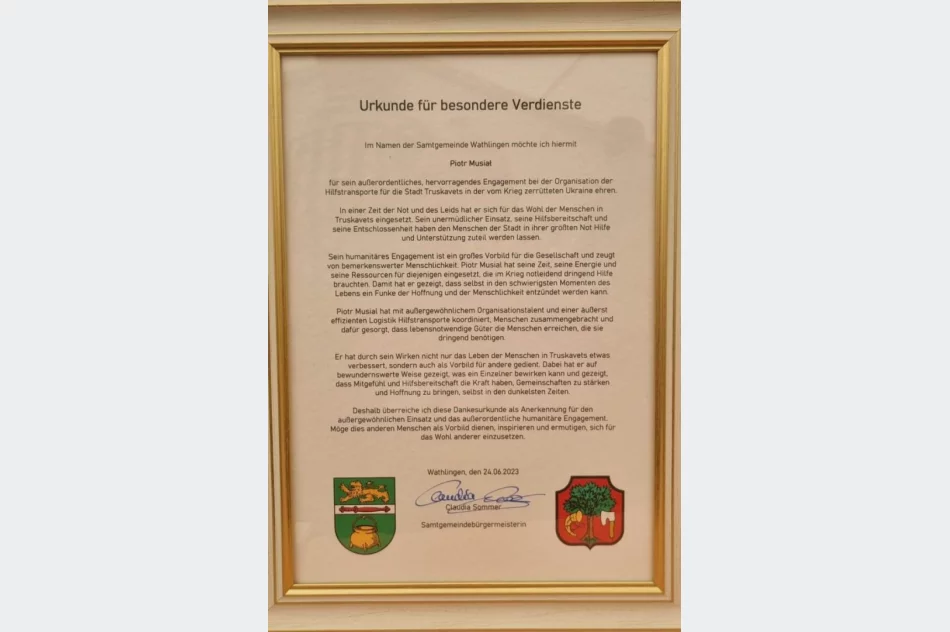 Urkunde für besondere Verdienste
Im Namen der Samtgemeinde Wathlingen möchte ich hiermit
Piotr Musiał
für sein außerordentliches, hervorragendes Engagement bei der Organisation der
Hilfstransporte für die Stadt Truskavets in der vom Krieg zerrütteten Ukraine ehren.
In einer Zeit der Not und des Leids hat er sich für das Wohl der Menschen in
Truskavets eingesetzt. Sein unermüdlicher Einsatz, seine Hilfsbereitschaft und
seine Entschlossenheit haben den Menschen der Stadt in ihrer größten Not Hilfe
und Unterstützung zuteil werden lassen.
Sein humanitäres Engagement ist ein großes Vorbild für die Gesellschaft und zeugt
von bemerkenswerter Menschlichkeit. Piotr Musiał hat seine Zeit, seine Energie und
seine Ressourcen für diejenigen eingesetzt, die im Krieg notleidend dringend Hilfe
brauchten. Damit hat er gezeigt, dass selbst in den schwierigsten Momenten des
Lebens ein Funke der Hoffnung und der Menschlichkeit entzündet werden kann.
Piotr Musiał hat mit außergewöhnlichem Organisationstalent und einer äußerst
effizienten Logistik Hilfstransporte koordiniert, Menschen zusammengebracht und
dafür gesorgt, dass lebensnotwendige Güter die Menschen erreichen, die sie
dringend benötigen.
Er hat durch sein Wirken nicht nur das Leben der Menschen in Truskavets etwas
verbessert, sondern auch als Vorbild für andere gedient. Dabei hat er auf
bewundernswerte Weise gezeigt, was ein Einzelner bewirken kann und gezeigt,
dass Mitgefühl und Hilfsbereitschaft die Kraft haben, Gemeinschaften zu stärken
und Hoffnung zu bringen, selbst in den dunkelsten Zeiten.
Deshalb überreiche ich diese Dankesurkunde als Anerkennung für den
außergewöhnlichen Einsatz und das außerordentliche humanitäre Engagement.
Möge dies anderen Menschen als Vorbild dienen, inspirieren und ermutigen, sich für
das Wohl anderer einzusetzen.
Wathlingen, den 24.06.2023
Claudia Sommer
Samtgemeindebürgermeisterin